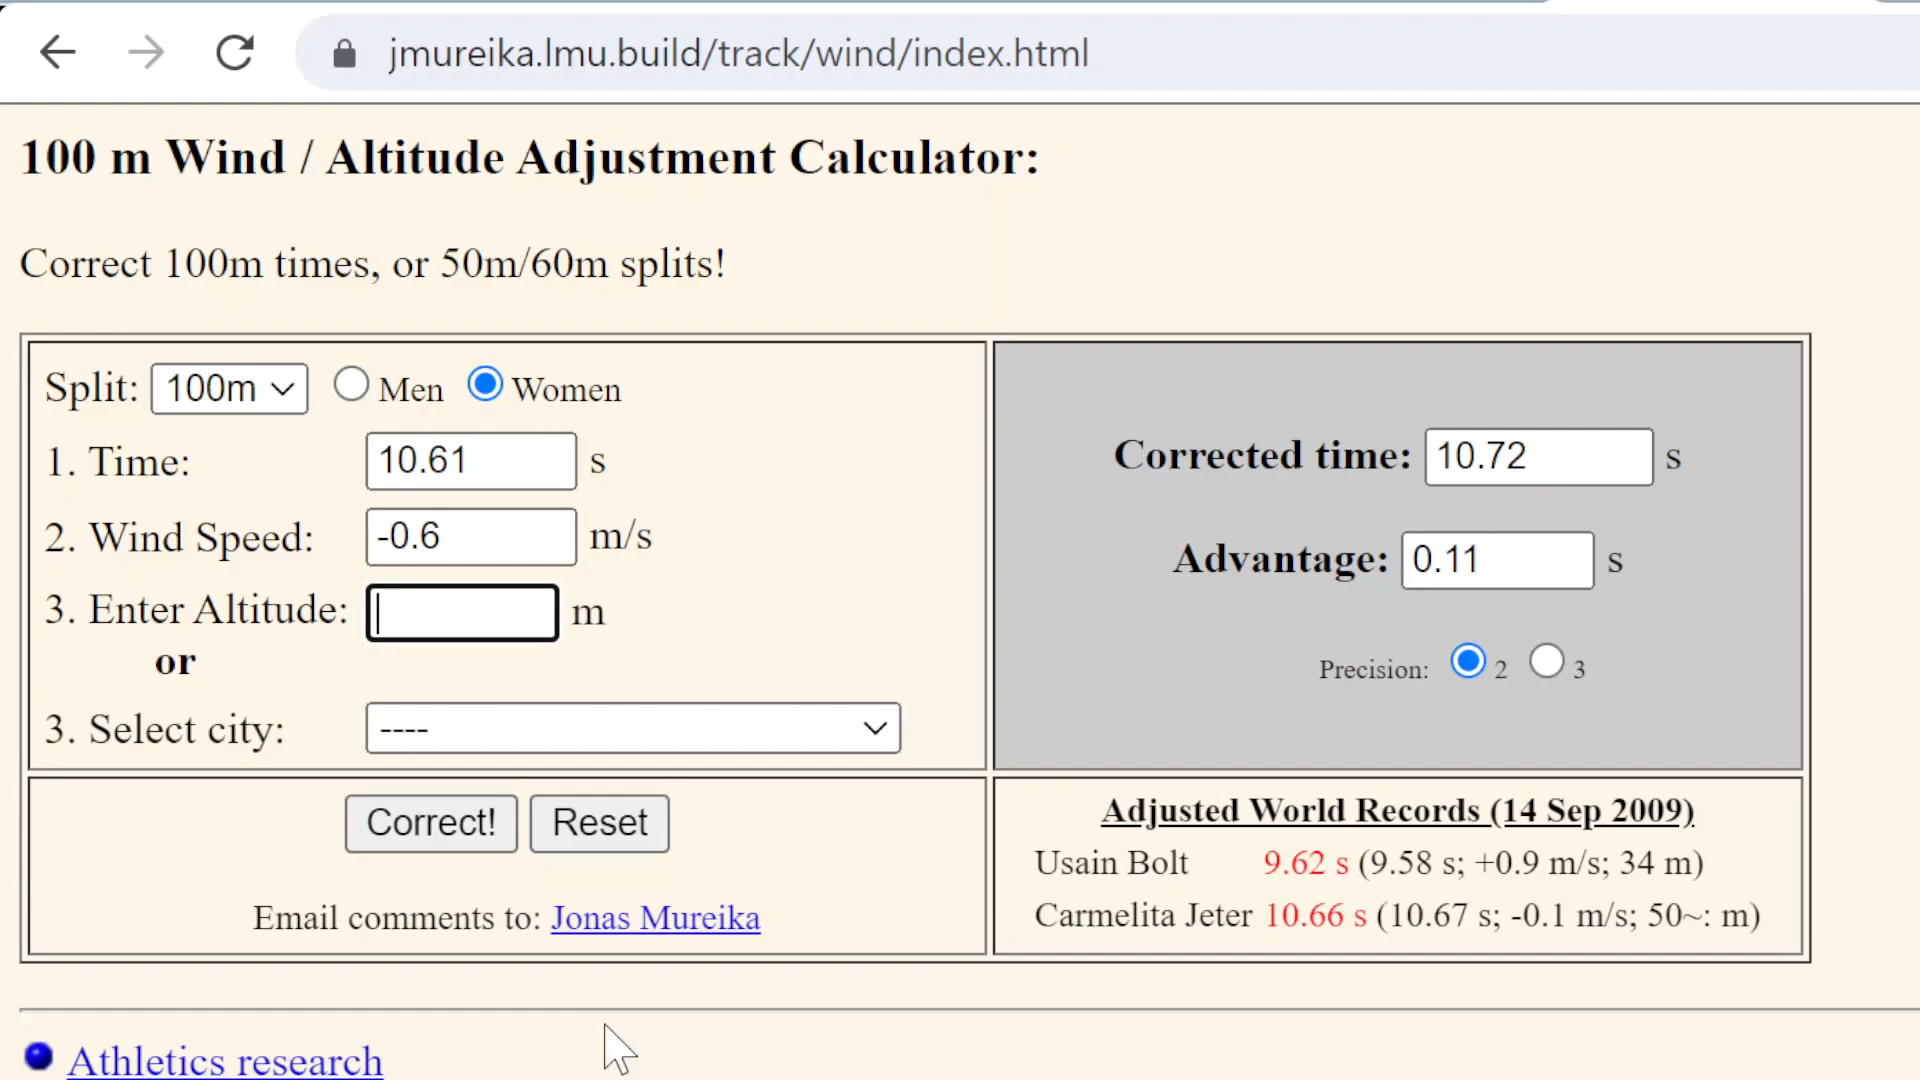 jmureika.lmu.build/track/wind/index.html
100 m Wind / Altitude Adjustment Calculator:
Correct 100m times, or 50m/60m splits!
Split: 100m Men Women
1. Time: 10.61 s
2. Wind Speed: -0.6 m/s
3. Enter Altitude: m
or
3. Select city: ----
Corrected time: 10.72 s
Advantage: 0.11 s
Precision: 2 3
Correct! Reset
Email comments to: Jonas Mureika
Adjusted World Records (14 Sep 2009)
Usain Bolt 9.62 s (9.58 s; +0.9 m/s; 34 m)
Carmelita Jeter 10.66 s (10.67 s; -0.1 m/s; 50~: m)
Athletics research